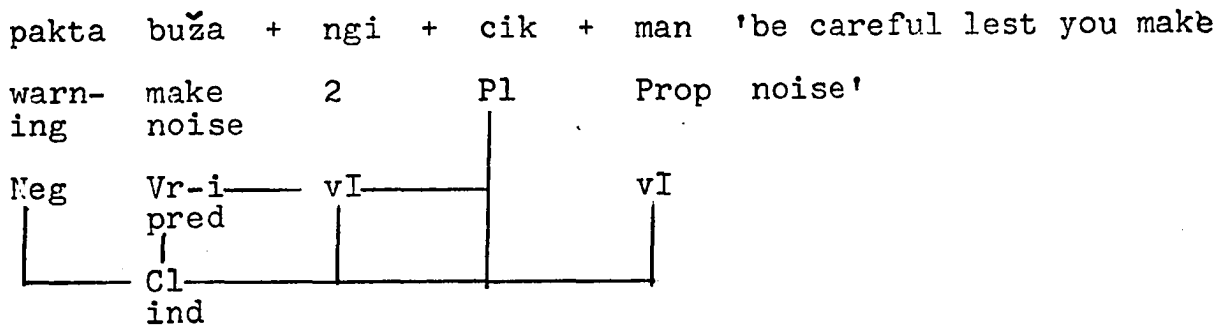 pakta buža + ngi + cik + man 'be careful lest you make
warn- make 2 Pl Prop noise'
ing noise
Neg Vr-i vI vI
pred
Cl
ind